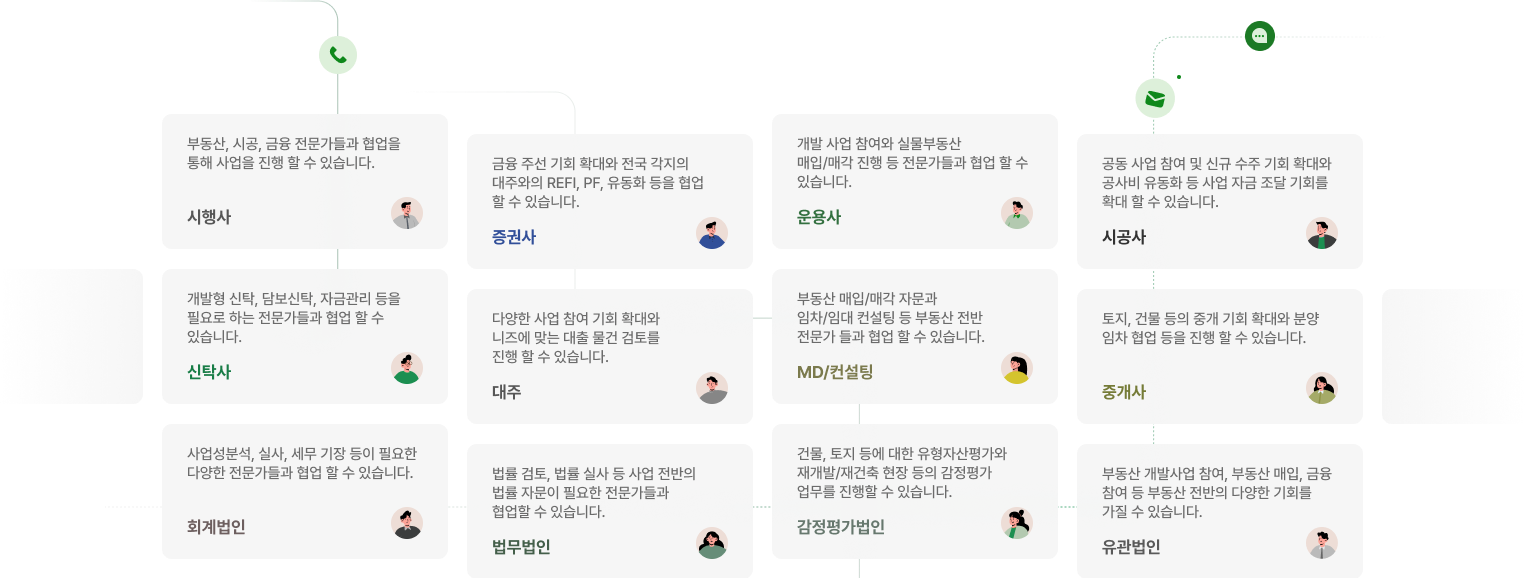 부동산, 시공, 금융 전문가들과 협업을
통해 사업을 진행 할 수 있습니다.
시행사
금융 주선 기회 확대와 전국 각지의
대주와의 REFI, PF, 유동화 등을 협업
할 수 있습니다.
증권사
개발 사업 참여와 실물부동산
매입/매각 진행 등 전문가들과 협업 할 수
있습니다.
운용사
공동 사업 참여 및 신규 수주 기회 확대와
공사비 유동화 등 사업 자금 조달 기회를
확대 할 수 있습니다.
시공사
개발형 신탁, 담보신탁, 자금관리 등을
필요로 하는 전문가들과 협업 할 수
있습니다.
신탁사
다양한 사업 참여 기회 확대와
니즈에 맞는 대출 물건 검토를
진행 할 수 있습니다.
대주
부동산 매입/매각 자문과
임차/임대 컨설팅 등 부동산 전반
전문가 들과 협업 할 수 있습니다.
MD/컨설팅
토지, 건물 등의 중개 기회 확대와 분양
임차 협업 등을 진행 할 수 있습니다.
중개사
사업성분석, 실사, 세무 기장 등이 필요한
다양한 전문가들과 협업 할 수 있습니다.
회계법인
법률 검토, 법률 실사 등 사업 전반의
법률 자문이 필요한 전문가들과
협업할 수 있습니다.
법무법인
건물, 토지 등에 대한 유형자산평가와
재개발/재건축 현장 등의 감정평가
업무를 진행할 수 있습니다.
감정평가법인
부동산 개발사업 참여, 부동산 매입, 금융
참여 등 부동산 전반의 다양한 기회를
가질 수 있습니다.
유관법인